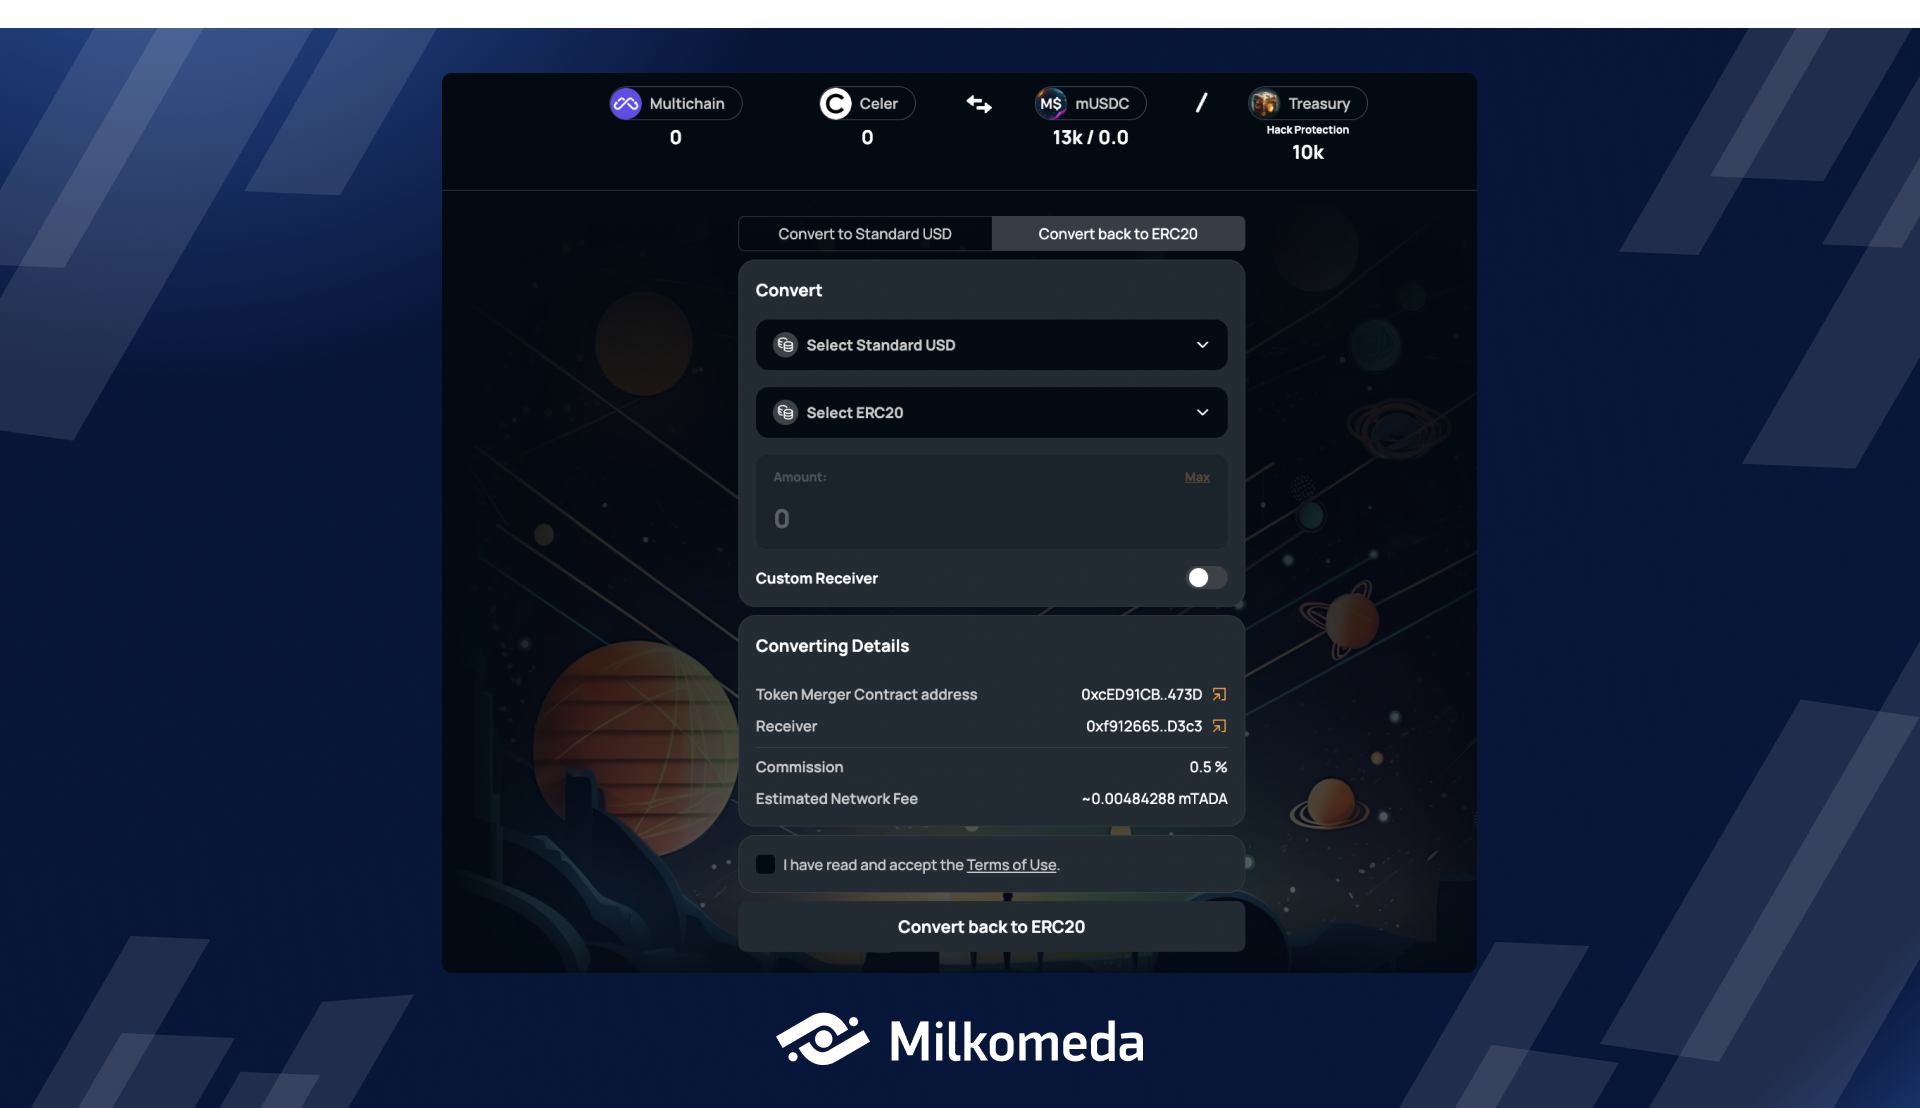 Multichain
0
Celer
0
M$ mUSDC
13k / 0.0
/
Treasury
Hack Protection
10k
Convert to Standard USD
Convert back to ERC20
Convert
Select Standard USD
Select ERC20
Amount:
Max
0
Custom Receiver
Converting Details
Token Merger Contract address
0xcED91CB..473D
Receiver
0xf912665..D3c3
Commission
0.5 %
Estimated Network Fee
~0.00484288 mTADA
I have read and accept the Terms of Use.
Convert back to ERC20
Milkomeda